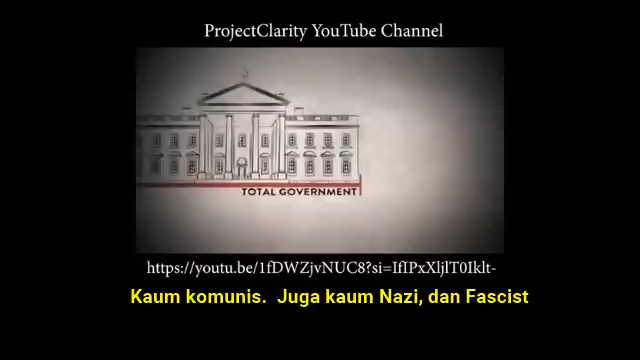 ProjectClarity YouTube Channel
TOTAL GOVERNMENT
https://youtu.be/1fDWZjvNUC8?si=IfIPxXljlT0Iklt-
Kaum komunis. Juga kaum Nazi, dan Fascist